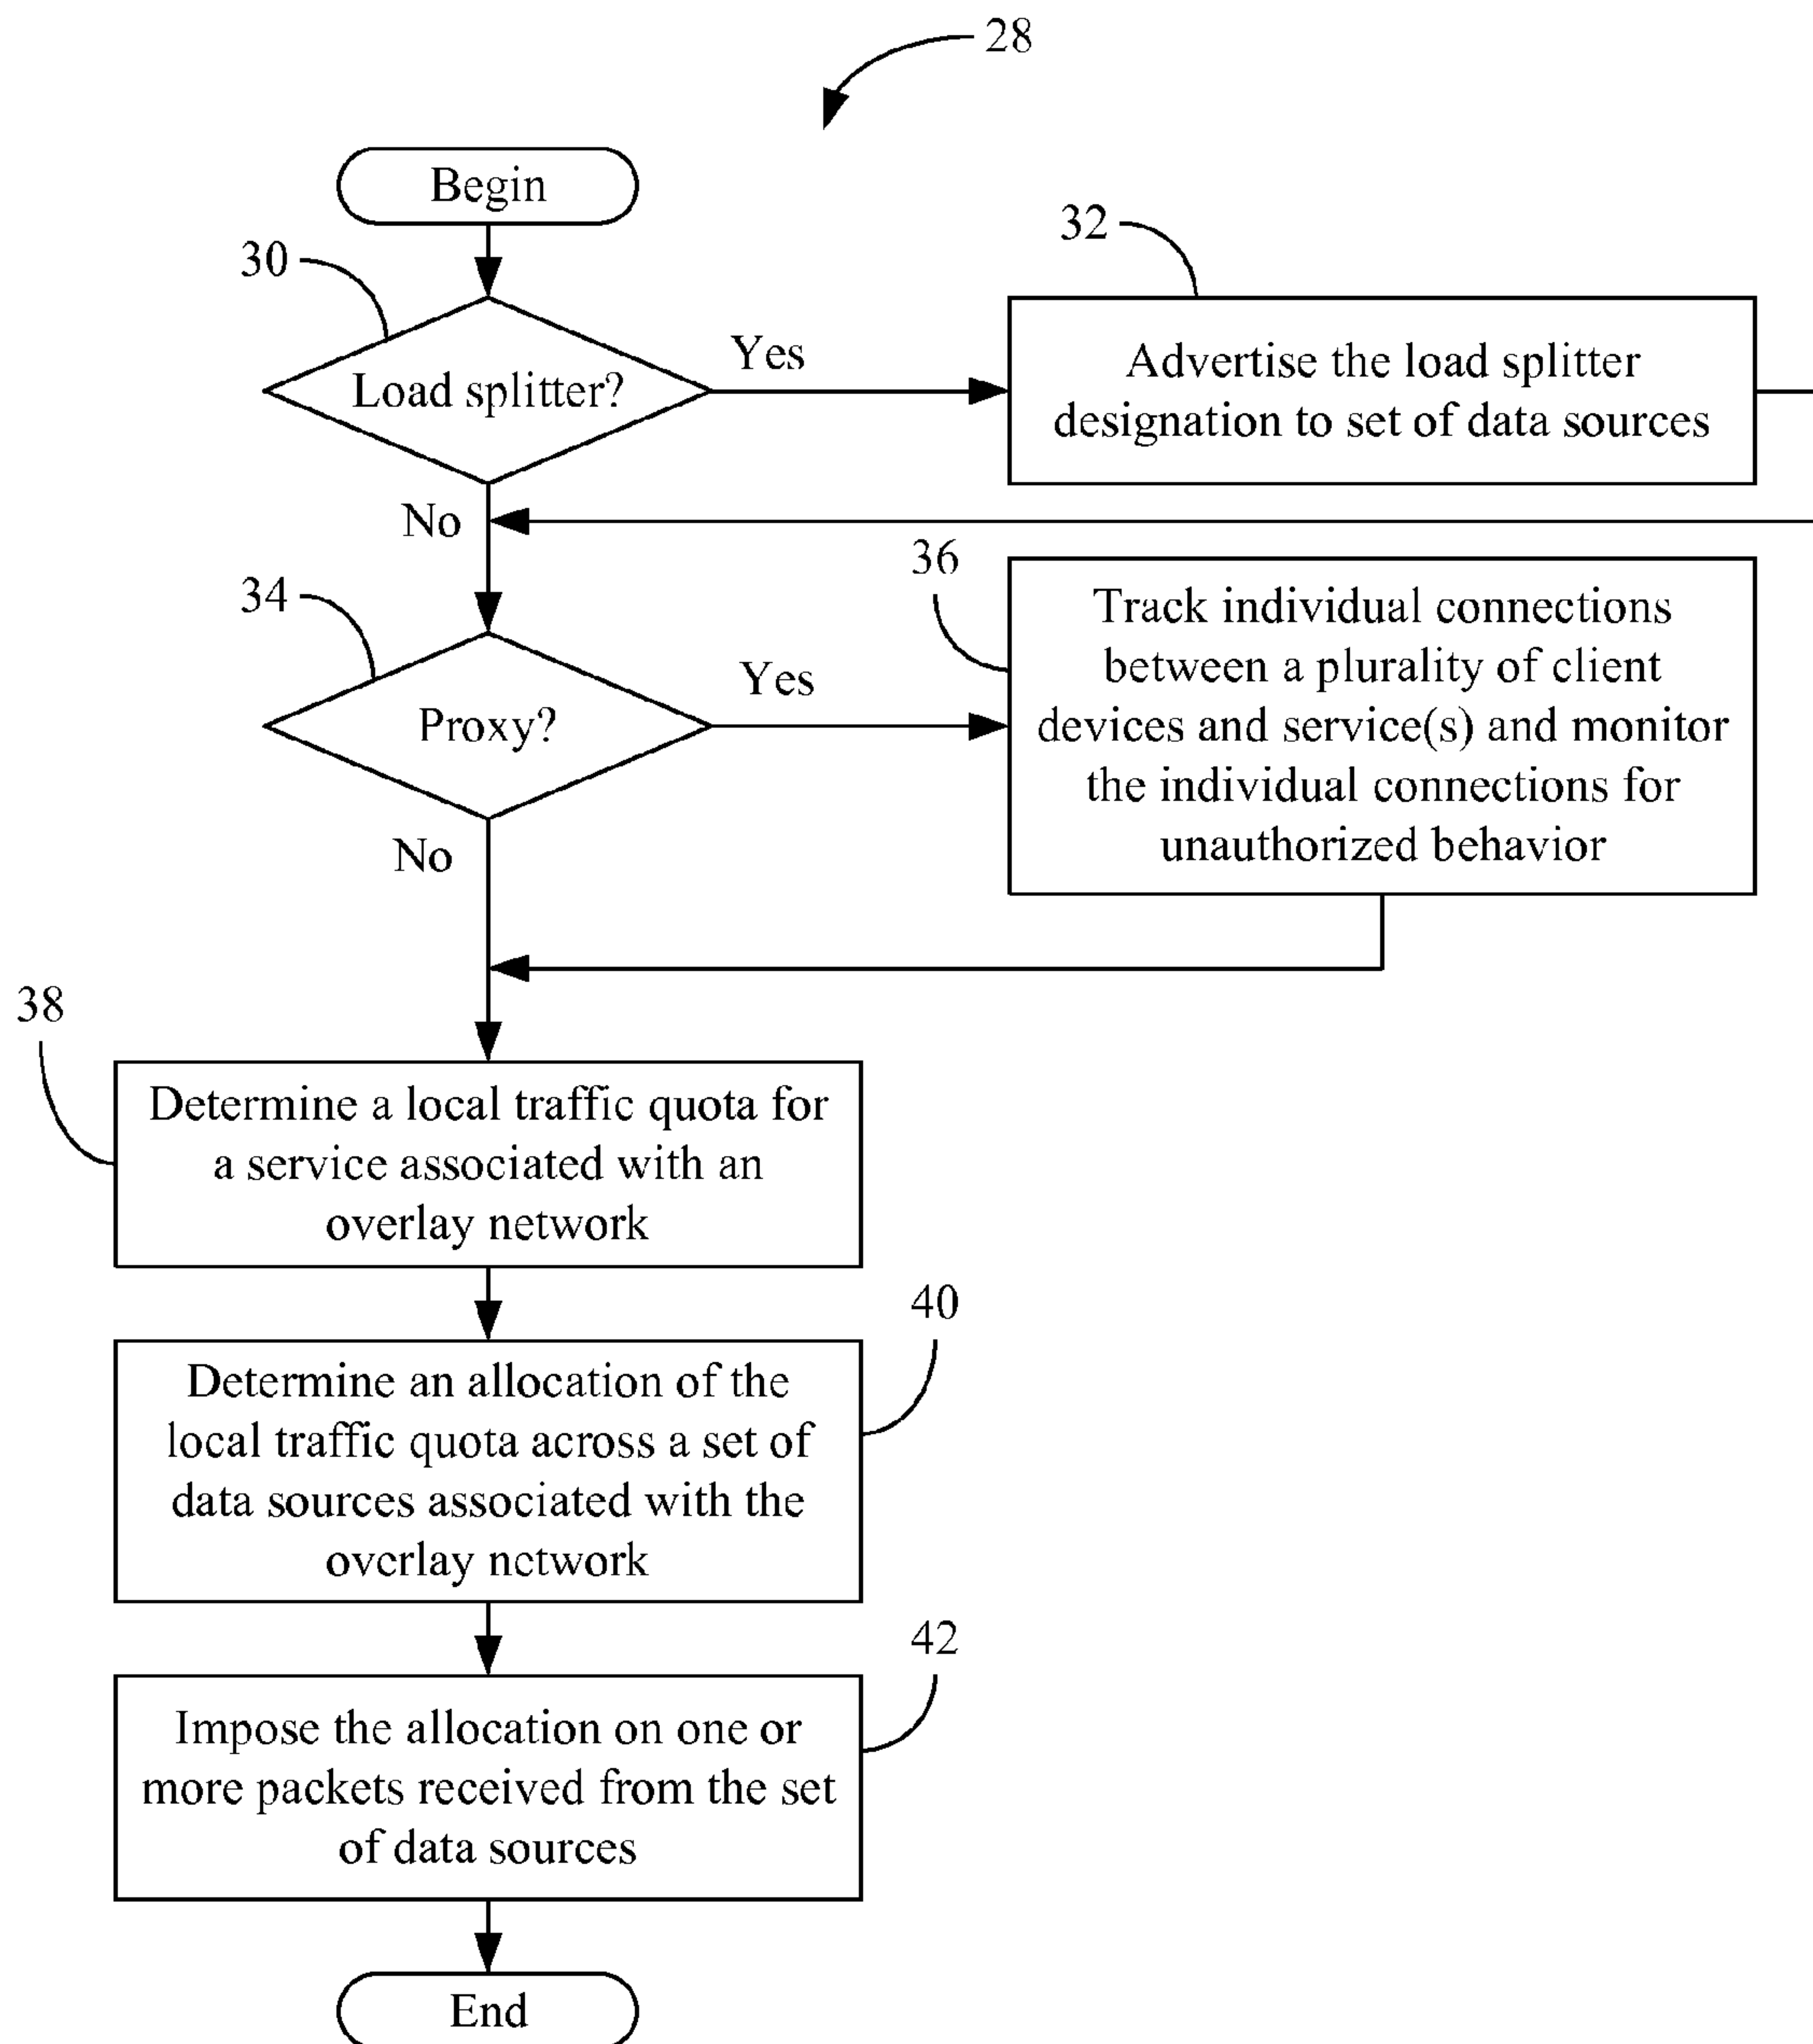 28
Begin
30
32
Load splitter?
Yes
Advertise the load splitter
designation to set of data sources
No
34
36
Proxy?
Yes
Track individual connections
between a plurality of client
devices and service(s) and monitor
the individual connections for
unauthorized behavior
No
38
Determine a local traffic quota for
a service associated with an
overlay network
40
Determine an allocation of the
local traffic quota across a set of
data sources associated with the
overlay network
42
Impose the allocation on one or
more packets received from the set
of data sources
End